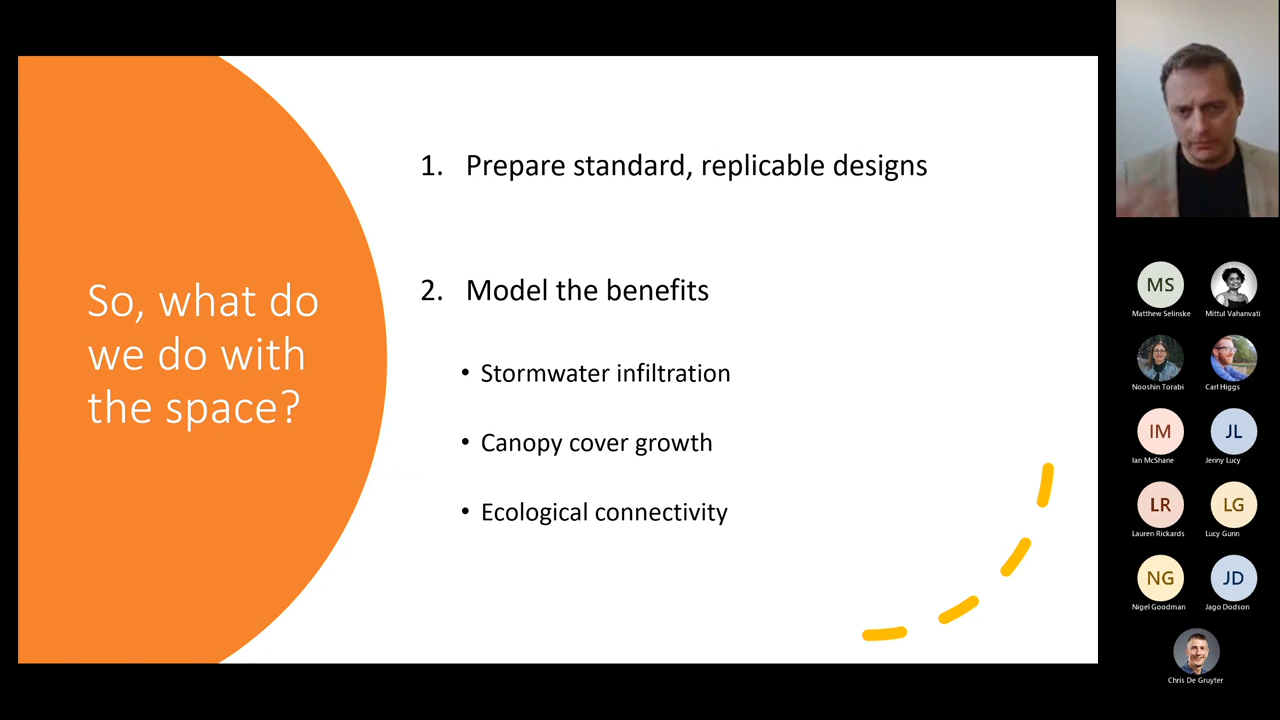 So, what do
we do with
the space?
1. Prepare standard, replicable designs
2. Model the benefits
• Stormwater infiltration
• Canopy cover growth
• Ecological connectivity
MS
Matthew Selinske
Mittul Vahanvati
Nooshin Torabi
Carl Higgs
IM
Ian McShane
JL
Jenny Lucy
LR
Lauren Rickards
LG
Lucy Gunn
NG
Nigel Goodman
JD
Jago Dodson
Chris De Gruyter